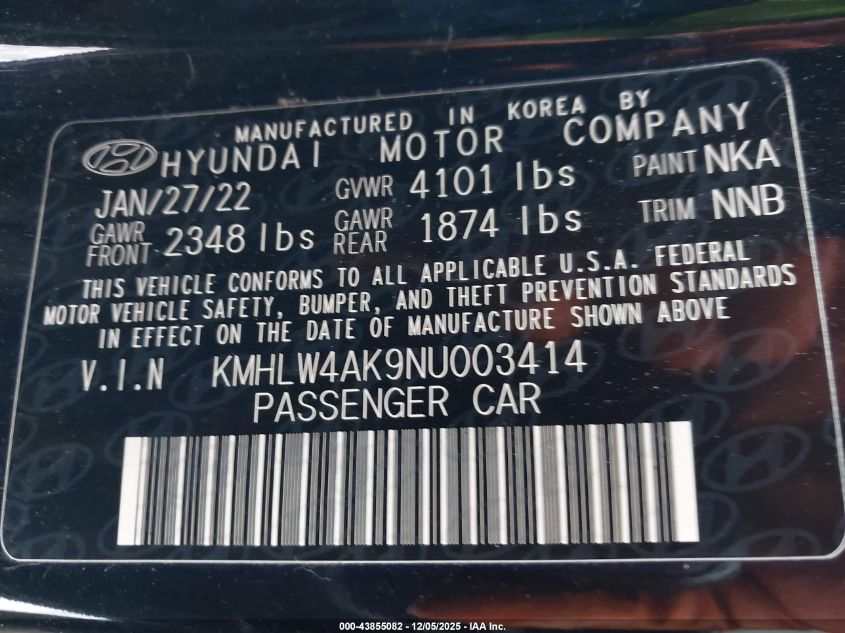 MANUFACTURED IN KOREA BY
HYUNDAI MOTOR COMPANY
JAN/27/22 GVWR 4101 lbs PAINT NKA
GAWR FRONT 2348 lbs GAWR REAR 1874 lbs TRIM NNB
THIS VEHICLE CONFORMS TO ALL APPLICABLE U.S.A. FEDERAL
MOTOR VEHICLE SAFETY, BUMPER, AND THEFT PREVENTION STANDARDS
IN EFFECT ON THE DATE OF MANUFACTURE SHOWN ABOVE
V.I.N KMHLW4AK9NU003414
PASSENGER CAR
000-43855082 - 12/05/2025 - IAA Inc.